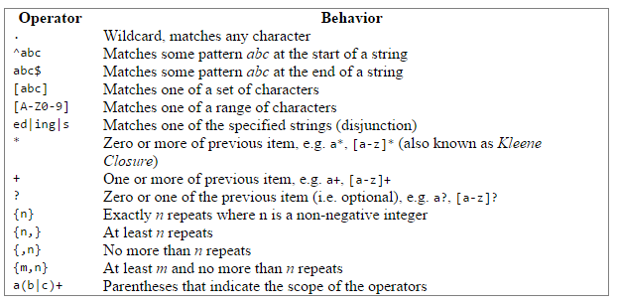 Operator Behavior
. Wildcard, matches any character
^abc Matches some pattern abc at the start of a string
abc$ Matches some pattern abc at the end of a string
[abc] Matches one of a set of characters
[A-Z0-9] Matches one of a range of characters
ed|ing|s Matches one of the specified strings (disjunction)
* Zero or more of previous item, e.g. a*, [a-z]* (also known as Kleene
Closure)
+ One or more of previous item, e.g. a+, [a-z]+
? Zero or one of the previous item (i.e. optional), e.g. a?, [a-z]?
{n} Exactly n repeats where n is a non-negative integer
{n,} At least n repeats
{,n} No more than n repeats
{m,n} At least m and no more than n repeats
a(b|c)+ Parentheses that indicate the scope of the operators